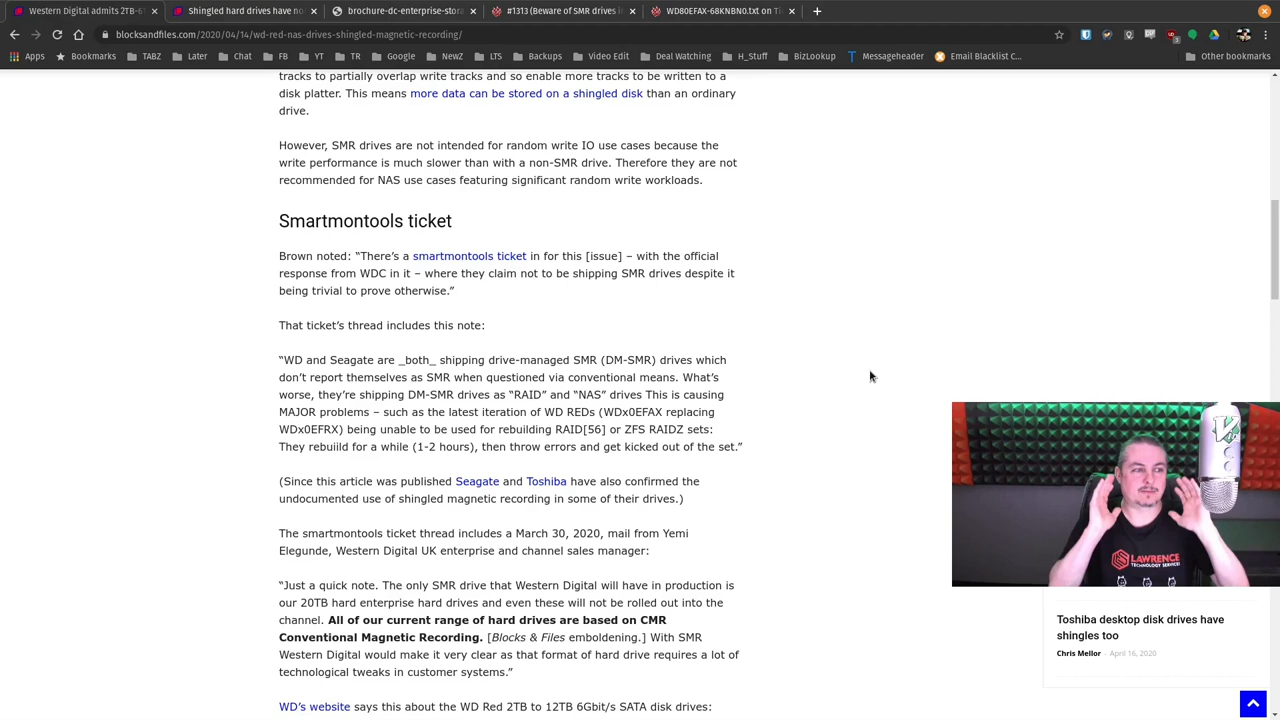 Western Digital admits 2TB-6
Shingled hard drives have no
brochure-dc-enterprise-stor
#1313 (Beware of SMR drives i
WD80EFAX-68KNBN0.txt on T
blocksandfiles.com/2020/04/14/wd-red-nas-drives-shingled-magnetic-recording/
Apps
Bookmarks
TABZ
Later
Chat
FB
YT
TR
Google
NewZ
LTS
Backups
Video Edit
Deal Watching
H_Stuff
BizLookup
Messageheader
Email Blacklist C...
Other bookmarks
tracks to partially overlap write tracks and so enable more tracks to be written to a
disk platter. This means more data can be stored on a shingled disk than an ordinary
drive.
However, SMR drives are not intended for random write IO use cases because the
write performance is much slower than with a non-SMR drive. Therefore they are not
recommended for NAS use cases featuring significant random write workloads.
Smartmontools ticket
Brown noted: “There’s a smartmontools ticket in for this [issue] – with the official
response from WDC in it – where they claim not to be shipping SMR drives despite it
being trivial to prove otherwise.”
That ticket’s thread includes this note:
“WD and Seagate are _both_ shipping drive-managed SMR (DM-SMR) drives which
don’t report themselves as SMR when questioned via conventional means. What’s
worse, they’re shipping DM-SMR drives as “RAID” and “NAS” drives This is causing
MAJOR problems – such as the latest iteration of WD REDs (WDx0EFAX replacing
WDx0EFRX) being unable to be used for rebuilding RAID[56] or ZFS RAIDZ sets:
They rebuiild for a while (1-2 hours), then throw errors and get kicked out of the set.”
(Since this article was published Seagate and Toshiba have also confirmed the
undocumented use of shingled magnetic recording in some of their drives.)
The smartmontools ticket thread includes a March 30, 2020, mail from Yemi
Elegunde, Western Digital UK enterprise and channel sales manager:
“Just a quick note. The only SMR drive that Western Digital will have in production is
our 20TB hard enterprise hard drives and even these will not be rolled out into the
channel. All of our current range of hard drives are based on CMR
Conventional Magnetic Recording. [Blocks & Files emboldening.] With SMR
Western Digital would make it very clear as that format of hard drive requires a lot of
technological tweaks in customer systems.”
WD’s website says this about the WD Red 2TB to 12TB 6Gbit/s SATA disk drives:
LAWRENCE
TECHNOLOGY SERVICES
Toshiba desktop disk drives have
shingles too
Chris Mellor - April 16, 2020